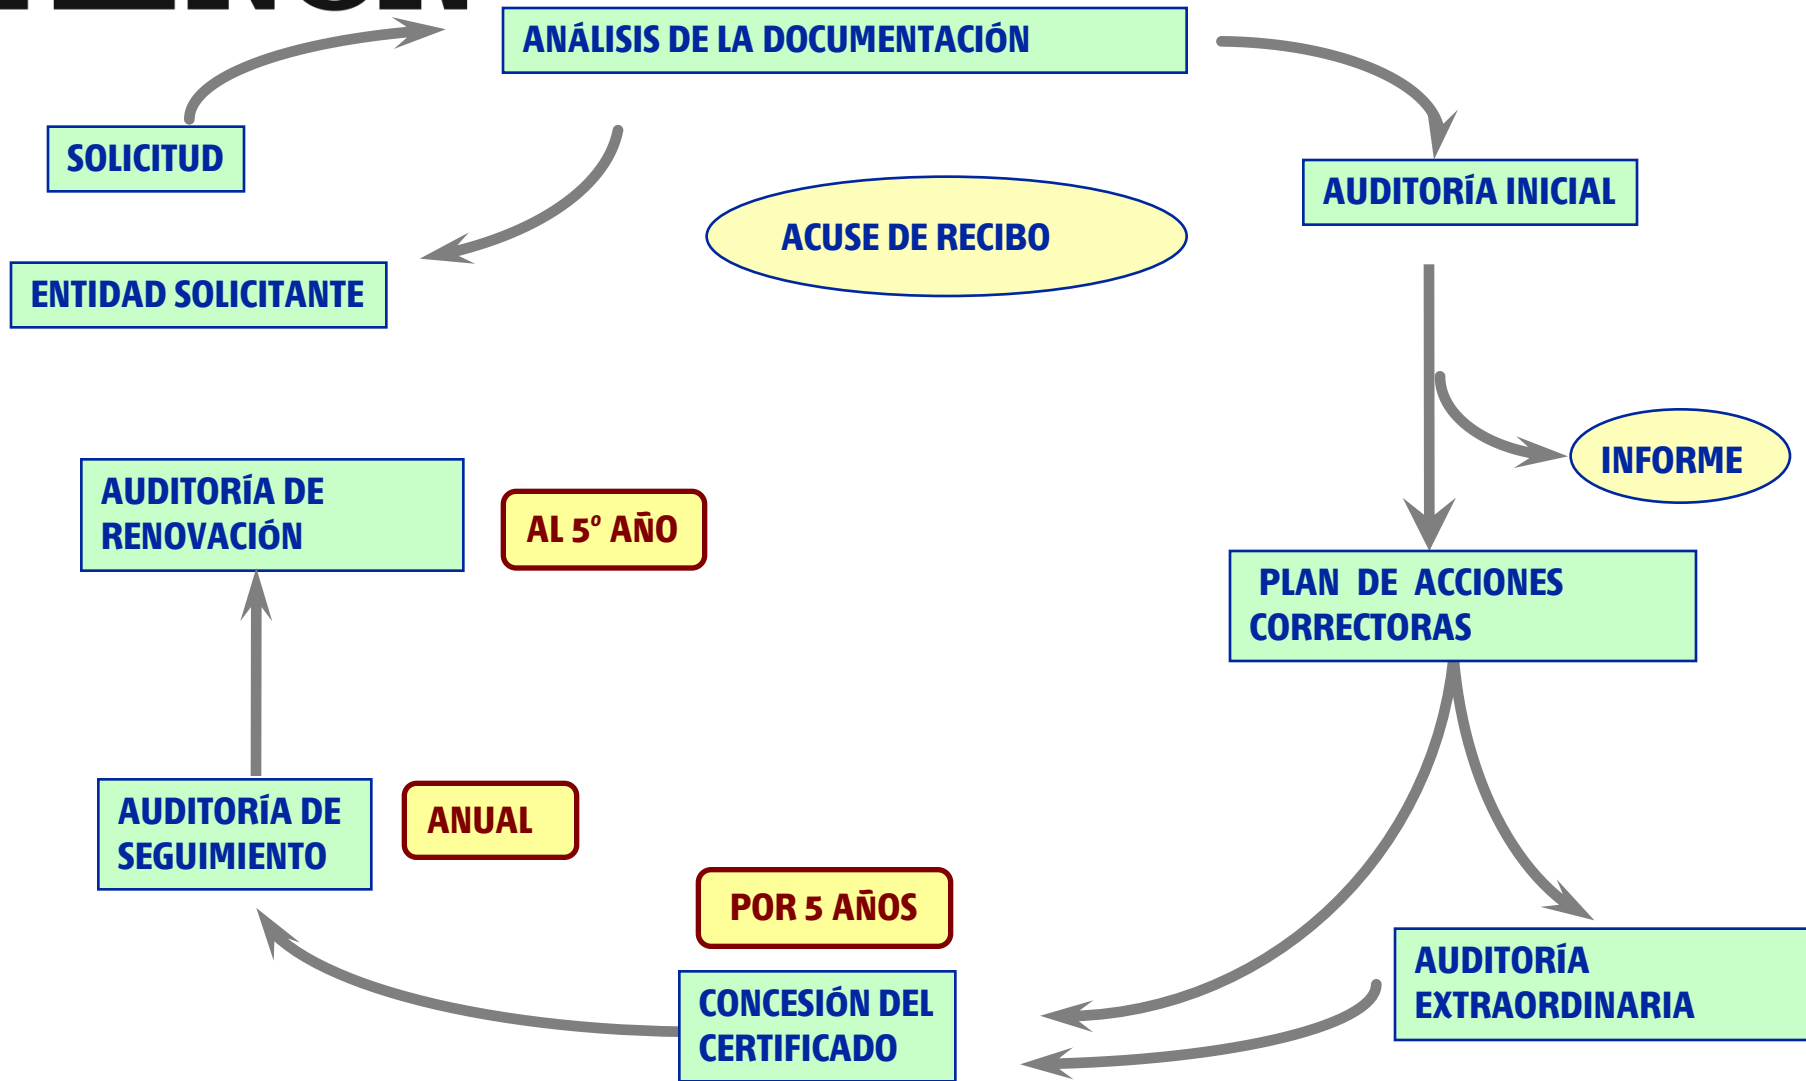 ANÁLISIS DE LA DOCUMENTACIÓN
SOLICITUD
AUDITORÍA INICIAL
ACUSE DE RECIBO
ENTIDAD SOLICITANTE
INFORME
AUDITORÍA DE
RENOVACIÓN
AL 5º AÑO
PLAN DE ACCIONES
CORRECTORAS
AUDITORÍA DE
SEGUIMIENTO
ANUAL
POR 5 AÑOS
CONCESIÓN DEL
CERTIFICADO
AUDITORÍA
EXTRAORDINARIA